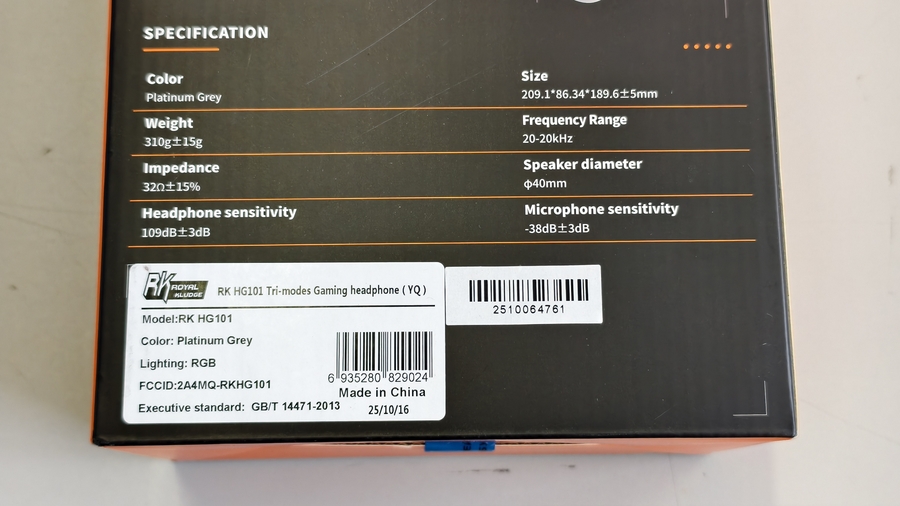 SPECIFICATION
Color
Platinum Grey
Size
209.1*86.34*189.6±5mm
Weight
310g±15g
Frequency Range
20-20kHz
Impedance
32Ω±15%
Speaker diameter
φ40mm
Headphone sensitivity
109dB±3dB
Microphone sensitivity
-38dB±3dB
RK ROYAL KLUDGE
RK HG101 Tri-modes Gaming headphone ( YQ )
Model:RK HG101
Color: Platinum Grey
Lighting: RGB
FCCID:2A4MQ-RKHG101
Executive standard: GB/T 14471-2013
6 935280 829024
Made in China
25/10/16
2510064761